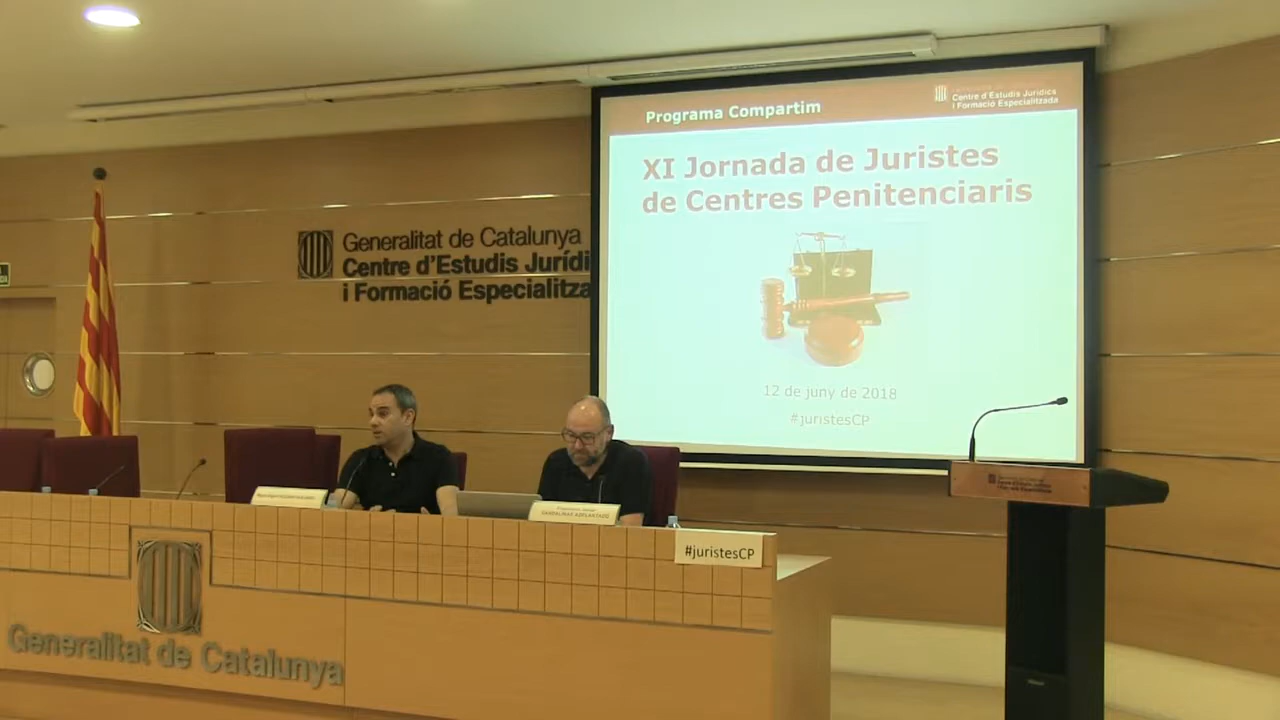 Programa Compartim
Centre d'Estudis Jurídics
i Formació Especialitzada
XI Jornada de Juristes
de Centres Penitenciaris
12 de juny de 2018
#juristesCP
Generalitat de Catalunya
Centre d'Estudis Jurídi
i Formació Especialitza
#juristesCP
Generalitat de Catalunya